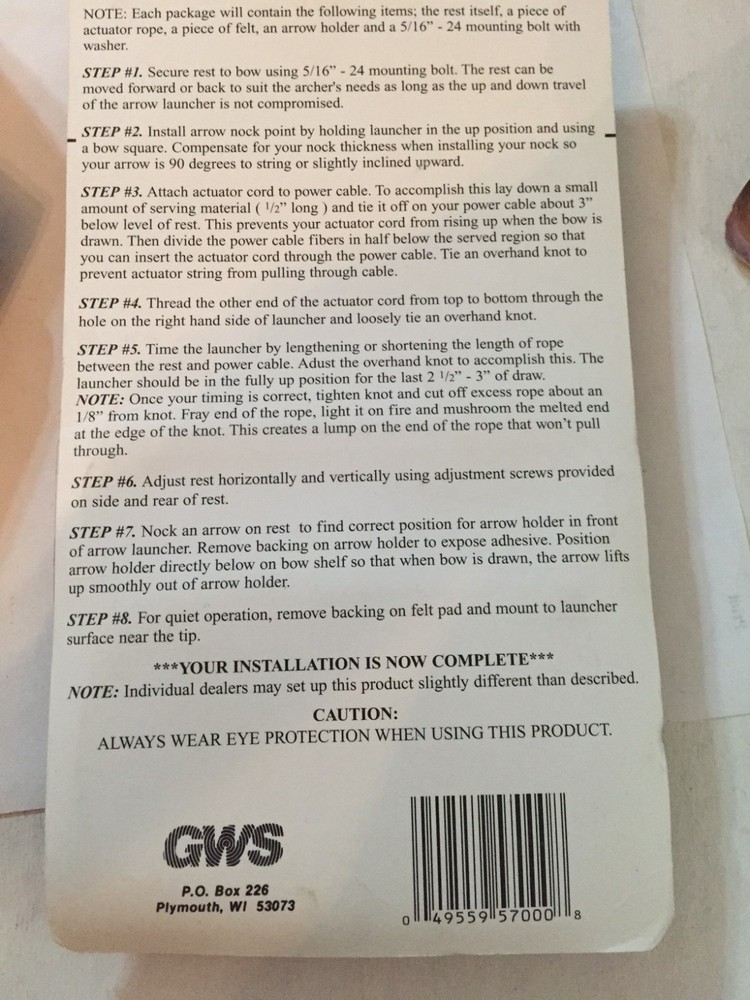 NOTE: Each package will contain the following items; the rest itself, a piece of
actuator rope, a piece of felt, an arrow holder and a 5/16” - 24 mounting bolt with
washer.
STEP #1. Secure rest to bow using 5/16” - 24 mounting bolt. The rest can be
moved forward or back to suit the archer's needs as long as the up and down travel
of the arrow launcher is not compromised.
STEP #2. Install arrow nock point by holding launcher in the up position and using
a bow square. Compensate for your nock thickness when installing your nock so
your arrow is 90 degrees to string or slightly inclined upward.
STEP #3. Attach actuator cord to power cable. To accomplish this lay down a small
amount of serving material ( 1/2” long ) and tie it off on your power cable about 3”
below level of rest. This prevents your actuator cord from rising up when the bow is
drawn. Then divide the power cable fibers in half below the served region so that
you can insert the actuator cord through the power cable. Tie an overhand knot to
prevent actuator string from pulling through cable.
STEP #4. Thread the other end of the actuator cord from top to bottom through the
hole on the right hand side of launcher and loosely tie an overhand knot.
STEP #5. Time the launcher by lengthening or shortening the length of rope
between the rest and power cable. Adust the overhand knot to accomplish this. The
launcher should be in the fully up position for the last 2 1/2” - 3” of draw.
NOTE: Once your timing is correct, tighten knot and cut off excess rope about an
1/8” from knot. Fray end of the rope, light it on fire and mushroom the melted end
at the edge of the knot. This creates a lump on the end of the rope that won’t pull
through.
STEP #6. Adjust rest horizontally and vertically using adjustment screws provided
on side and rear of rest.
STEP #7. Nock an arrow on rest to find correct position for arrow holder in front
of arrow launcher. Remove backing on arrow holder to expose adhesive. Position
arrow holder directly below on bow shelf so that when bow is drawn, the arrow lifts
up smoothly out of arrow holder.
STEP #8. For quiet operation, remove backing on felt pad and mount to launcher
surface near the tip.
***YOUR INSTALLATION IS NOW COMPLETE***
NOTE: Individual dealers may set up this product slightly different than described.
CAUTION:
ALWAYS WEAR EYE PROTECTION WHEN USING THIS PRODUCT.
GWS
P.O. Box 226
Plymouth, WI 53073
0 49559 57000 8